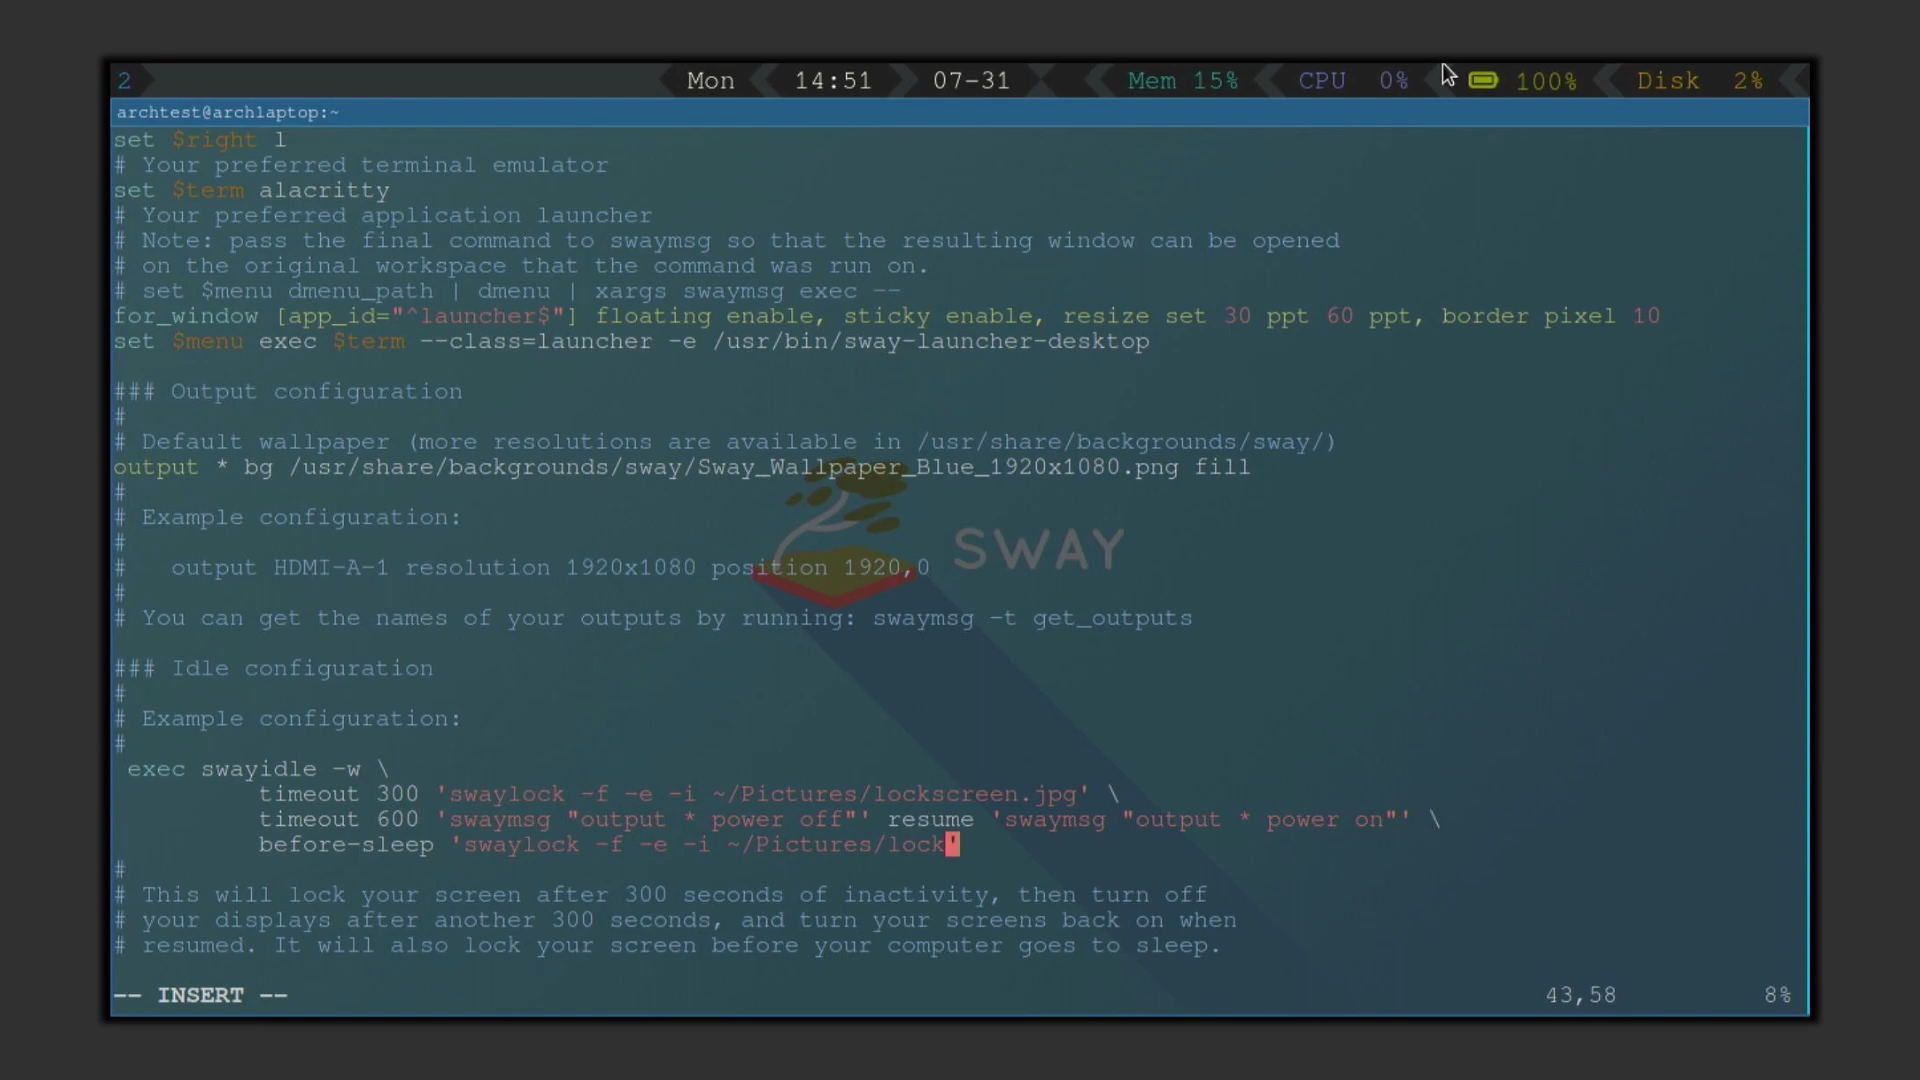 2 Mon 14:51 07-31 Mem 15% CPU 0% 100% Disk 2%
archtest@archlaptop:~
set $right l
# Your preferred terminal emulator
set $term alacritty
# Your preferred application launcher
# Note: pass the final command to swaymsg so that the resulting window can be opened
# on the original workspace that the command was run on.
# set $menu dmenu_path | dmenu | xargs swaymsg exec --
for_window [app_id="^launcher$"] floating enable, sticky enable, resize set 30 ppt 60 ppt, border pixel 10
set $menu exec $term --class=launcher -e /usr/bin/sway-launcher-desktop
### Output configuration
#
# Default wallpaper (more resolutions are available in /usr/share/backgrounds/sway/)
output * bg /usr/share/backgrounds/sway/Sway_Wallpaper_Blue_1920x1080.png fill
#
# Example configuration:
#
#   output HDMI-A-1 resolution 1920x1080 position 1920,0
SWAY
#
# You can get the names of your outputs by running: swaymsg -t get_outputs
### Idle configuration
#
# Example configuration:
#
exec swayidle -w \
timeout 300 'swaylock -f -e -i ~/Pictures/lockscreen.jpg' \
timeout 600 'swaymsg "output * power off"' resume 'swaymsg "output * power on"' \
before-sleep 'swaylock -f -e -i ~/Pictures/lock'
#
# This will lock your screen after 300 seconds of inactivity, then turn off
# your displays after another 300 seconds, and turn your screens back on when
# resumed. It will also lock your screen before your computer goes to sleep.
-- INSERT -- 43,58 8%